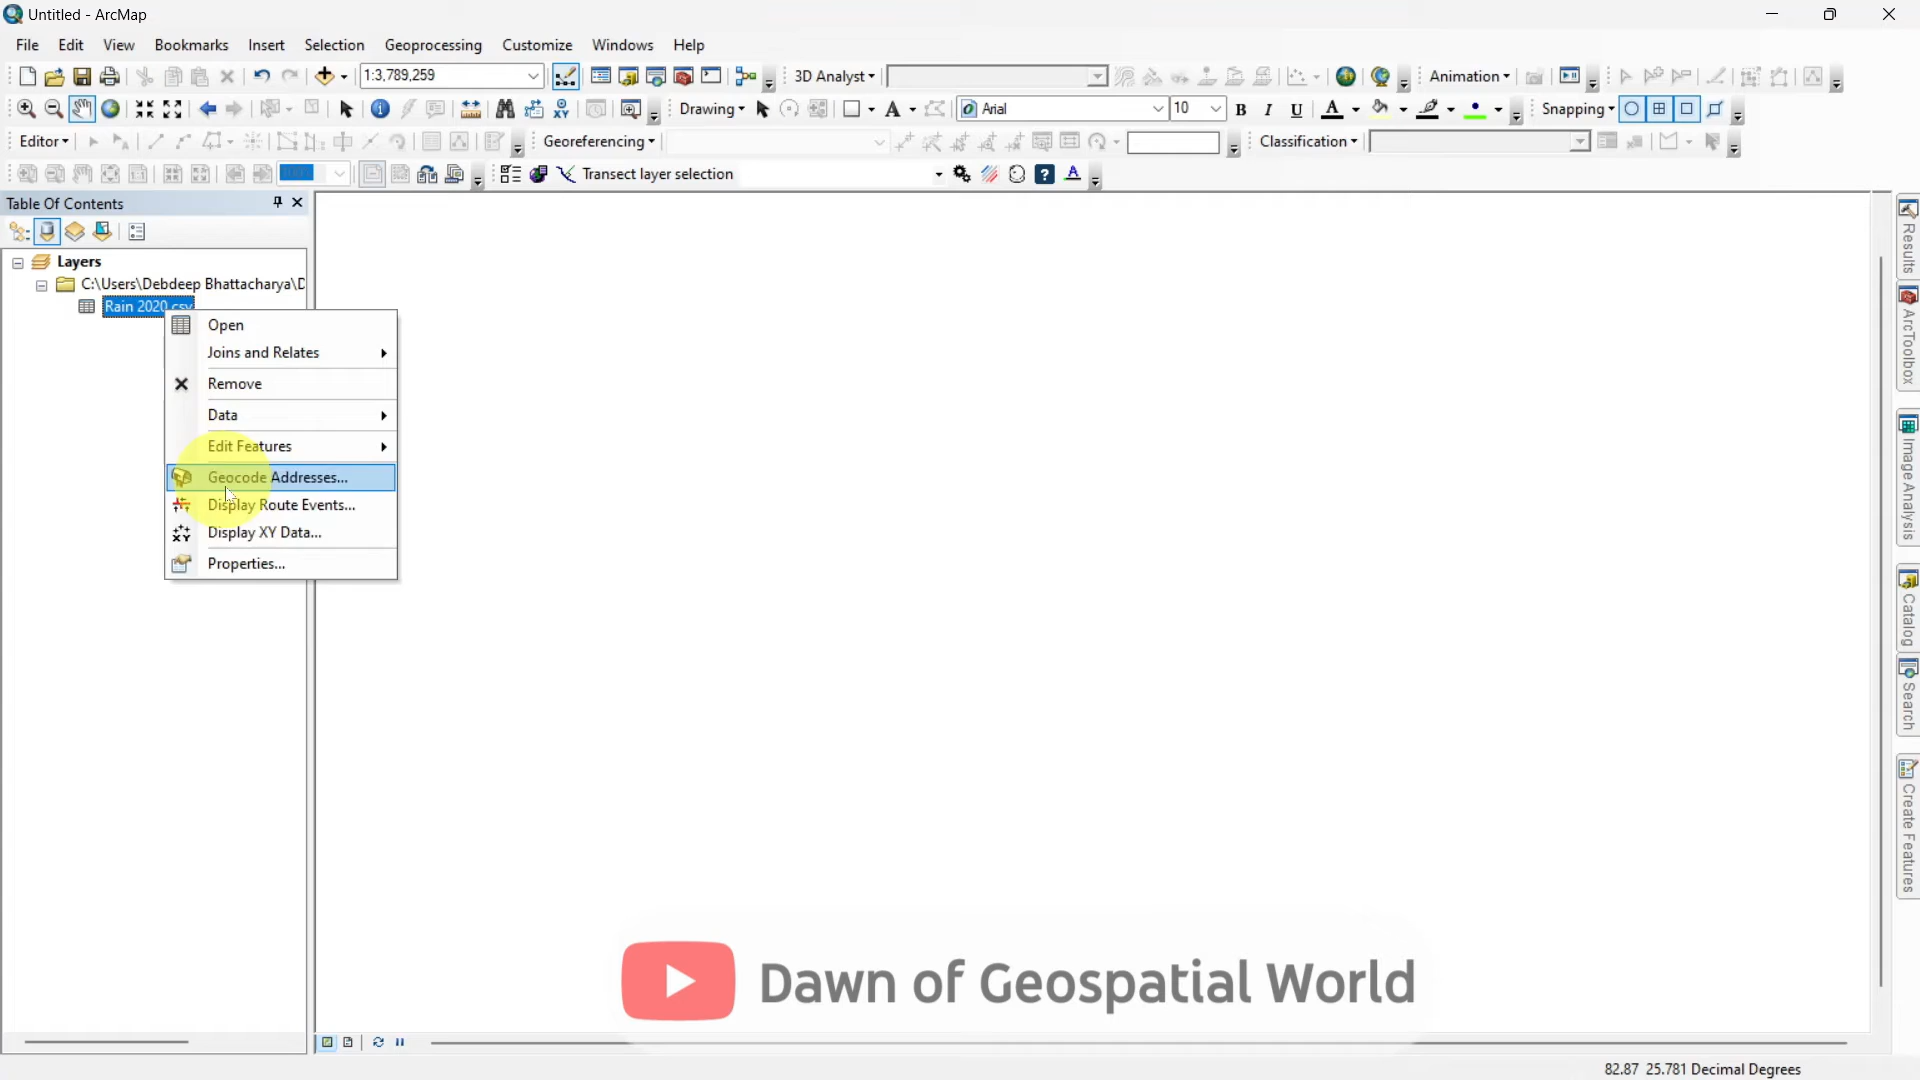 Untitled - ArcMap
File Edit View Bookmarks Insert Selection Geoprocessing Customize Windows Help
1:3,789,259
3D Analyst
Animation
Drawing
Arial
10
B I U A
Snapping
Editor
Georeferencing
Classification
Transect layer selection
Table Of Contents
Layers
C:\Users\Debdeep Bhattacharya\D
Rain 2020.csv
Open
Joins and Relates
Remove
Data
Edit Features
Geocode Addresses...
Display Route Events...
Display XY Data...
Properties...
Results
ArcToolbox
Image Analysis
Catalog
Search
Create Features
Dawn of Geospatial World
82.87 25.781 Decimal Degrees